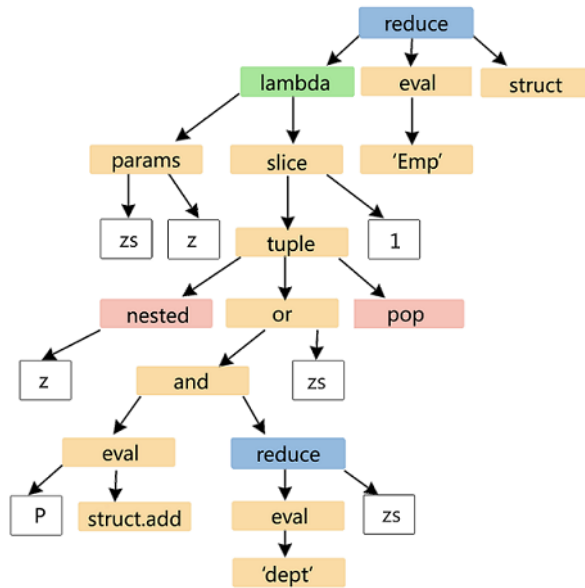 reduce
lambda eval struct
params slice ‘Emp’
zs z 1
tuple
nested or pop
z and zs
eval reduce
P struct.add eval zs
‘dept’